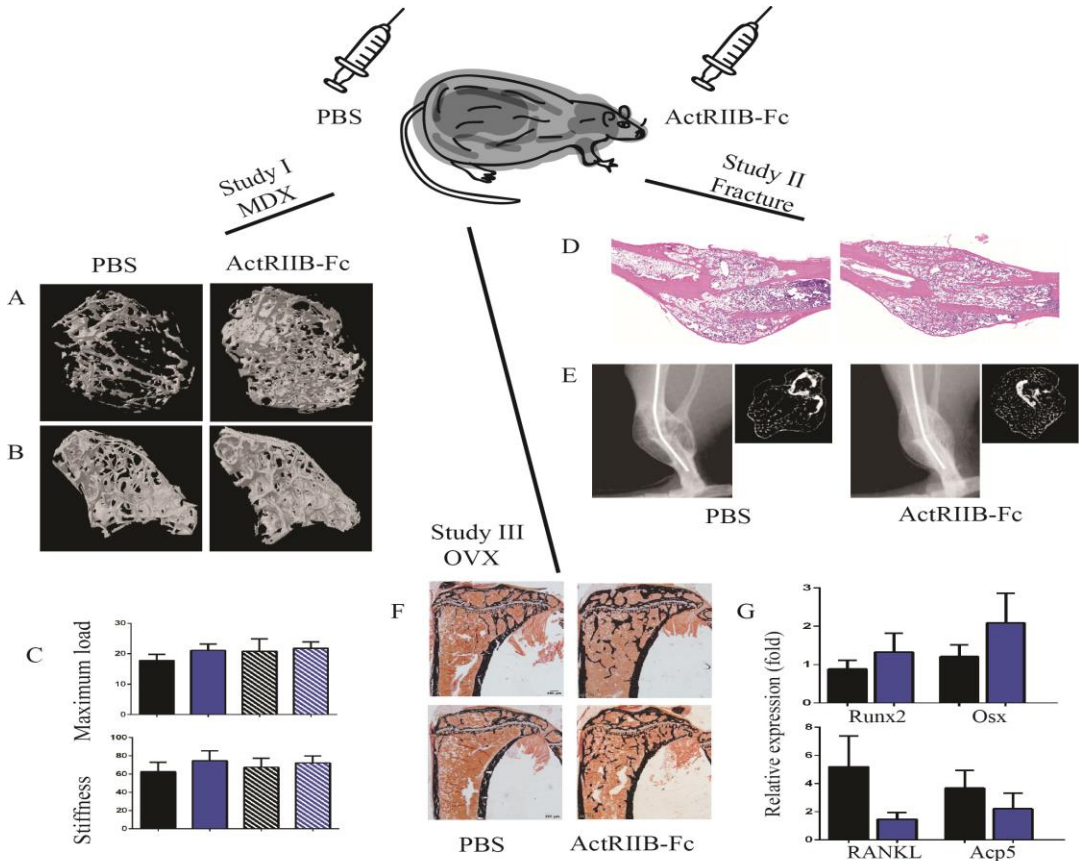 PBS
ActRIIB-Fc
Study I
MDX
Study II
Fracture
PBS
ActRIIB-Fc
A
B
D
E
PBS
ActRIIB-Fc
Study III
OVX
C
Maximum load
30
20
10
0
Stiffness
100
80
60
40
20
0
F
PBS
ActRIIB-Fc
G
Relative expression (fold)
3
2
1
0
Runx2
Osx
8
6
4
2
0
RANKL
Acp5